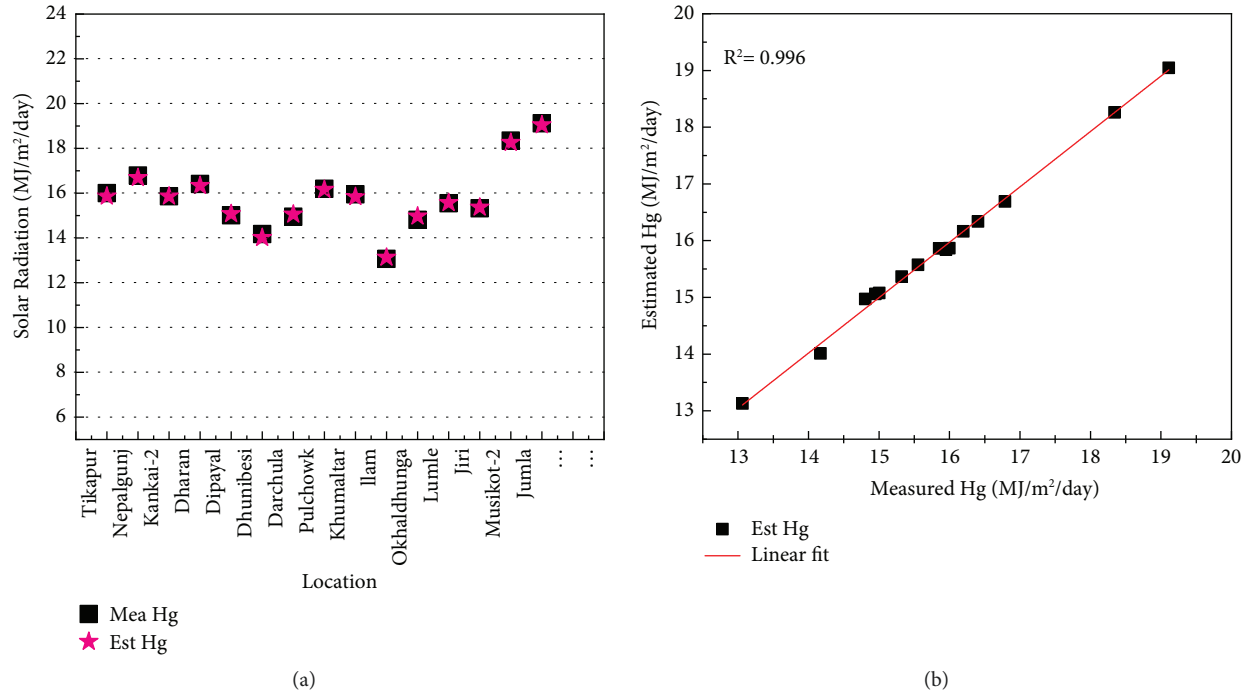 24
22
20
18
16
14
12
10
8
6
Solar Radiation (MJ/m²/day)
Tikapur
Nepalgunj
Kankai-2
Dharan
Dipayal
Dhunibesi
Darchula
Pulchowk
Khumaltar
llam
Okhaldhunga
Lumle
Jiri
Musikot-2
Jumla
...
...
Location
Mea Hg
Est Hg
(a)
20
19
18
17
16
15
14
13
Estimated Hg (MJ/m²/day)
R²= 0.996
13
14
15
16
17
18
19
20
Measured Hg (MJ/m²/day)
Est Hg
Linear fit
(b)